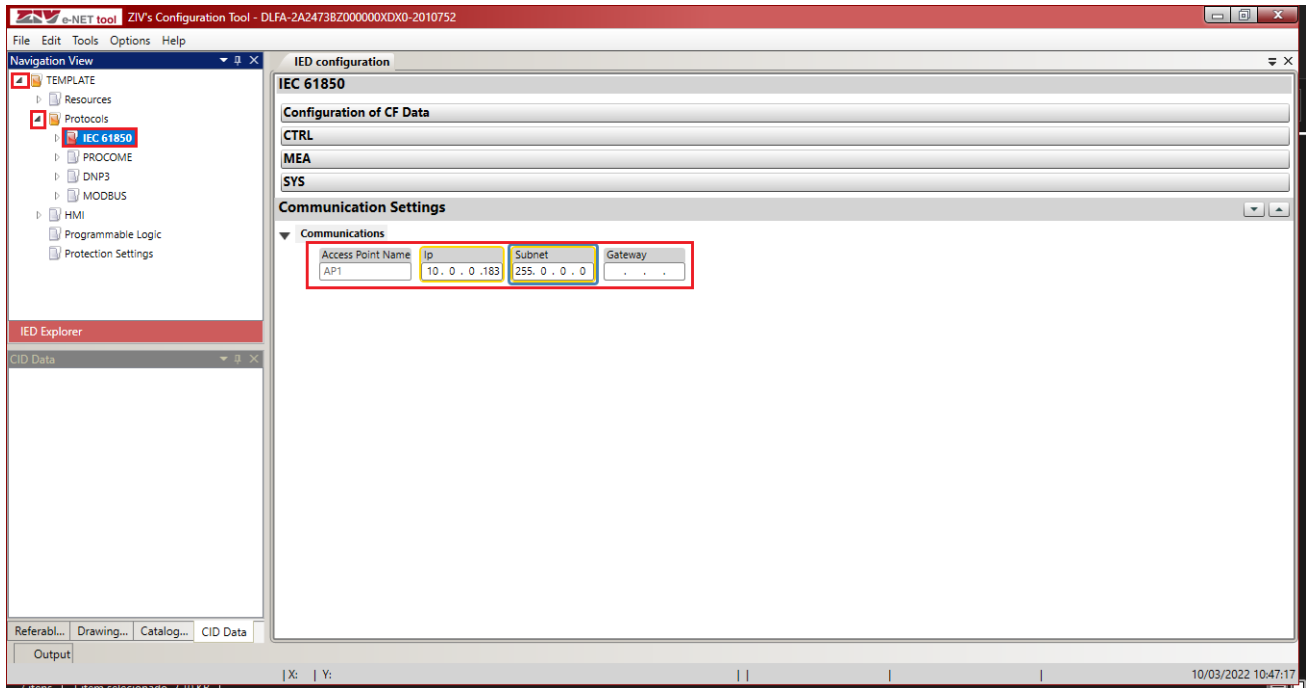 ZIV e-NET tool ZIV's Configuration Tool - DLFA-2A2473BZ000000XDX0-2010752
File Edit Tools Options Help
Navigation View
TEMPLATE
Resources
Protocols
IEC 61850
PROCOME
DNP3
MODBUS
HMI
Programmable Logic
Protection Settings
IED Explorer
CID Data
Referabl... Drawing... Catalog... CID Data
Output
IED configuration
IEC 61850
Configuration of CF Data
CTRL
MEA
SYS
Communication Settings
Communications
Access Point Name Ip Subnet Gateway
AP1 10 . 0 . 0 .183 255. 0 . 0 . 0 . . .
| X: | Y: | | | | 10/03/2022 10:47:17